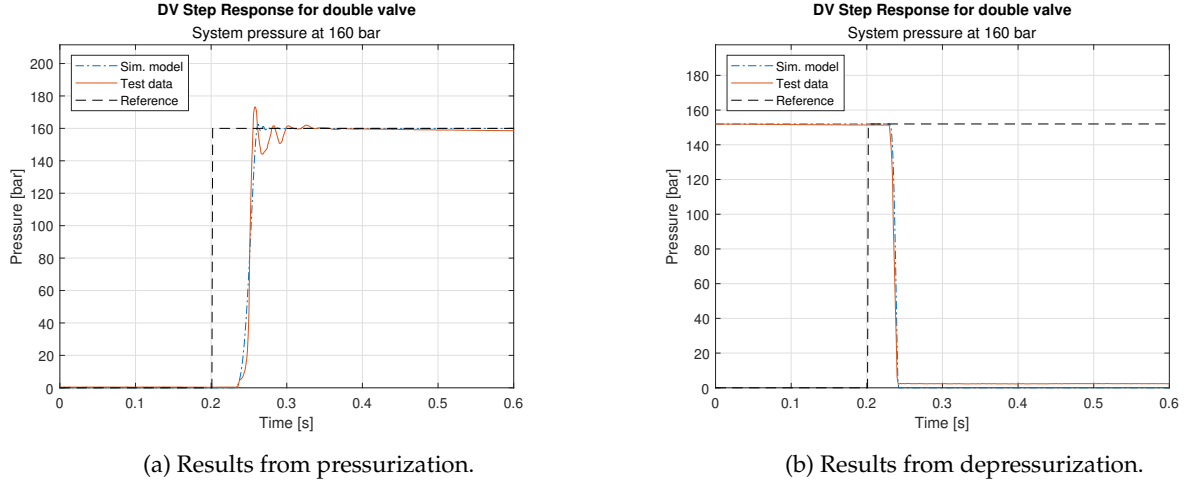 DV Step Response for double valve
System pressure at 160 bar
Sim. model
Test data
Reference
200
180
160
140
120
100
80
60
40
20
0
Pressure [bar]
0 0.1 0.2 0.3 0.4 0.5 0.6
Time [s]
(a) Results from pressurization.
DV Step Response for double valve
System pressure at 160 bar
Sim. model
Test data
Reference
180
160
140
120
100
80
60
40
20
0
Pressure [bar]
0 0.1 0.2 0.3 0.4 0.5 0.6
Time [s]
(b) Results from depressurization.